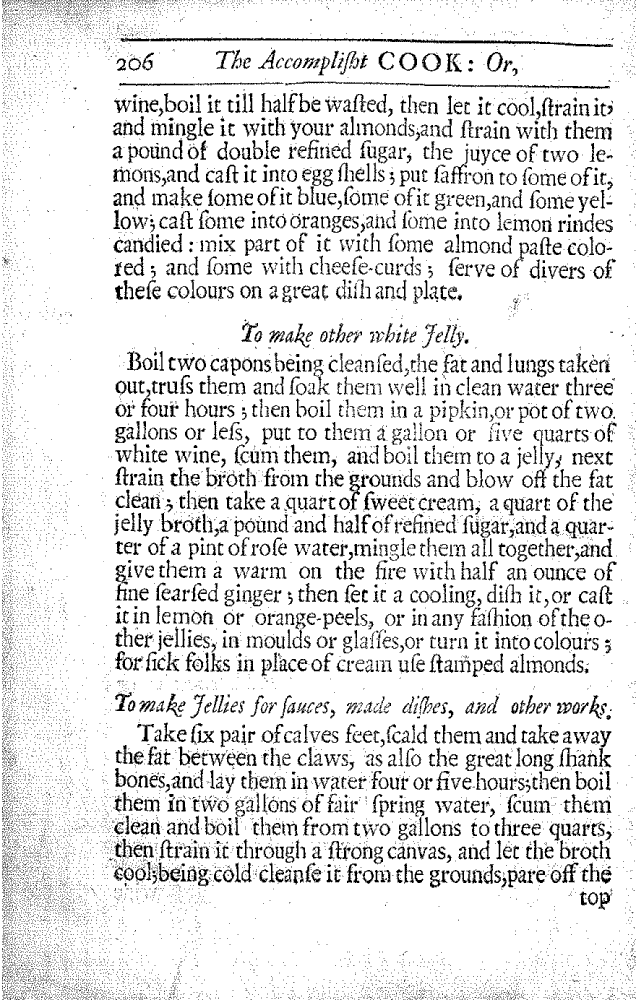 206 The Accompliſht COOK: Or,
wine,boil it till half be waſted, then let it cool,ſtrain it,
and mingle it with your almonds,and ſtrain with them
a pound of double refined ſugar, the juyce of two le-
mons,and caſt it into egg ſhells; put ſaffron to ſome of it,
and make ſome of it blue,ſome of it green,and ſome yel-
low; caſt ſome into oranges,and ſome into lemon rindes
candied : mix part of it with ſome almond paſte colo-
red; and ſome with cheeſe-curds; ſerve of divers of
theſe colours on a great diſh and plate.
To make other white Jelly.
Boil two capons being cleanſed,the fat and lungs taken
out,truſs them and ſoak them well in clean water three
or four hours; then boil them in a pipkin,or pot of two
gallons or leſs, put to them a gallon or five quarts of
white wine, ſcum them, and boil them to a jelly, next
ſtrain the broth from the grounds and blow off the fat
clean; then take a quart of ſweet cream, a quart of the
jelly broth,a pound and half of refined ſugar,and a quar-
ter of a pint of roſe water,mingle them all together,and
give them a warm on the fire with half an ounce of
fine ſearſed ginger; then ſet it a cooling, diſh it,or caſt
it in lemon or orange-peels, or in any faſhion of the o-
ther jellies, in moulds or glaſſes,or turn it into colours;
for ſick folks in place of cream uſe ſtamped almonds.
To make Jellies for ſauces, made diſhes, and other works.
Take ſix pair of calves feet,ſcald them and take away
the fat between the claws, as alſo the great long ſhank
bones,and lay them in water four or five hours;then boil
them in two gallons of fair ſpring water, ſcum them
clean and boil them from two gallons to three quarts,
then ſtrain it through a ſtrong canvas, and let the broth
cool;being cold cleanſe it from the grounds,pare off the
top